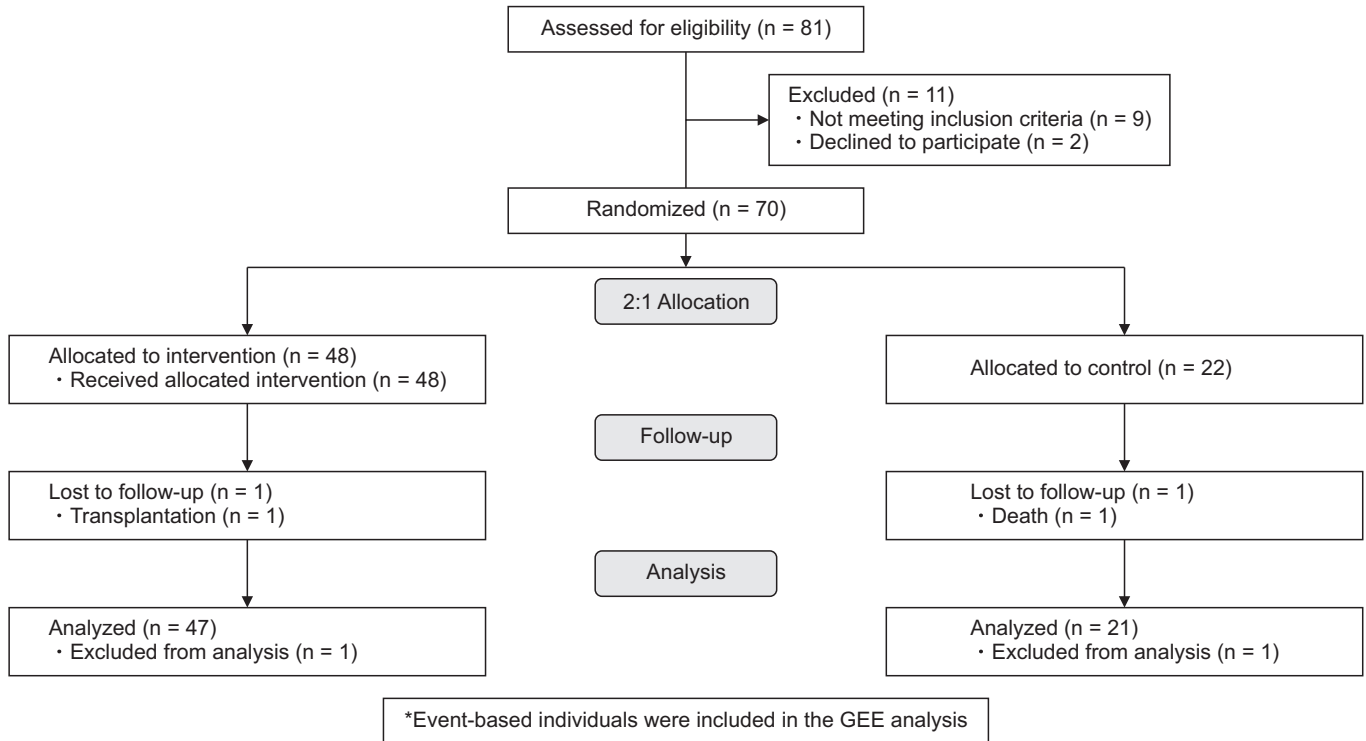 Assessed for eligibility (n = 81)
Excluded (n = 11)
・Not meeting inclusion criteria (n = 9)
・Declined to participate (n = 2)
Randomized (n = 70)
2:1 Allocation
Allocated to intervention (n = 48)
・Received allocated intervention (n = 48)
Allocated to control (n = 22)
Follow-up
Lost to follow-up (n = 1)
・Transplantation (n = 1)
Lost to follow-up (n = 1)
・Death (n = 1)
Analysis
Analyzed (n = 47)
・Excluded from analysis (n = 1)
Analyzed (n = 21)
・Excluded from analysis (n = 1)
*Event-based individuals were included in the GEE analysis